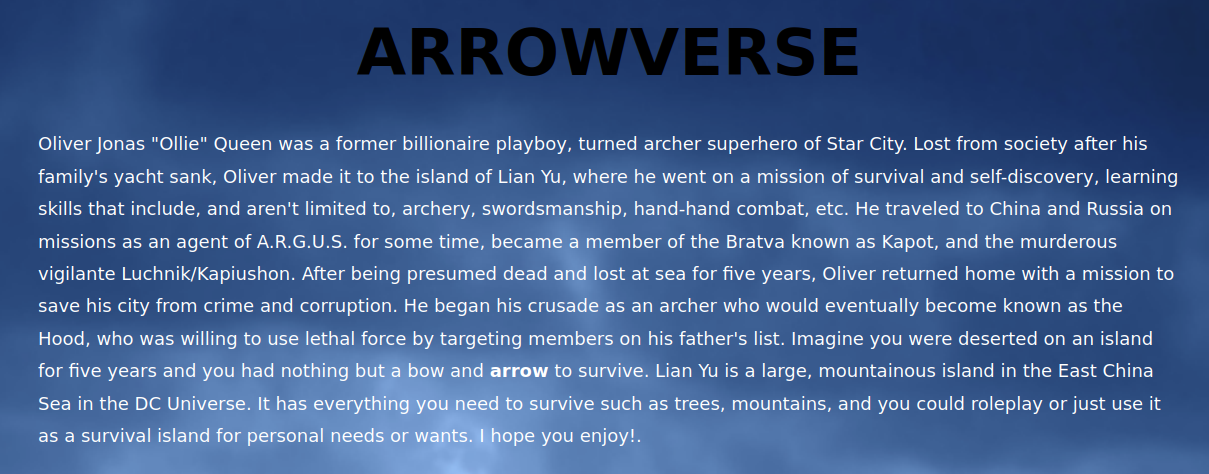 ARROWVERSE
Oliver Jonas "Ollie" Queen was a former billionaire playboy, turned archer superhero of Star City. Lost from society after his
family's yacht sank, Oliver made it to the island of Lian Yu, where he went on a mission of survival and self-discovery, learning
skills that include, and aren't limited to, archery, swordsmanship, hand-hand combat, etc. He traveled to China and Russia on
missions as an agent of A.R.G.U.S. for some time, became a member of the Bratva known as Kapot, and the murderous
vigilante Luchnik/Kapiushon. After being presumed dead and lost at sea for five years, Oliver returned home with a mission to
save his city from crime and corruption. He began his crusade as an archer who would eventually become known as the
Hood, who was willing to use lethal force by targeting members on his father's list. Imagine you were deserted on an island
for five years and you had nothing but a bow and arrow to survive. Lian Yu is a large, mountainous island in the East China
Sea in the DC Universe. It has everything you need to survive such as trees, mountains, and you could roleplay or just use it
as a survival island for personal needs or wants. I hope you enjoy!.